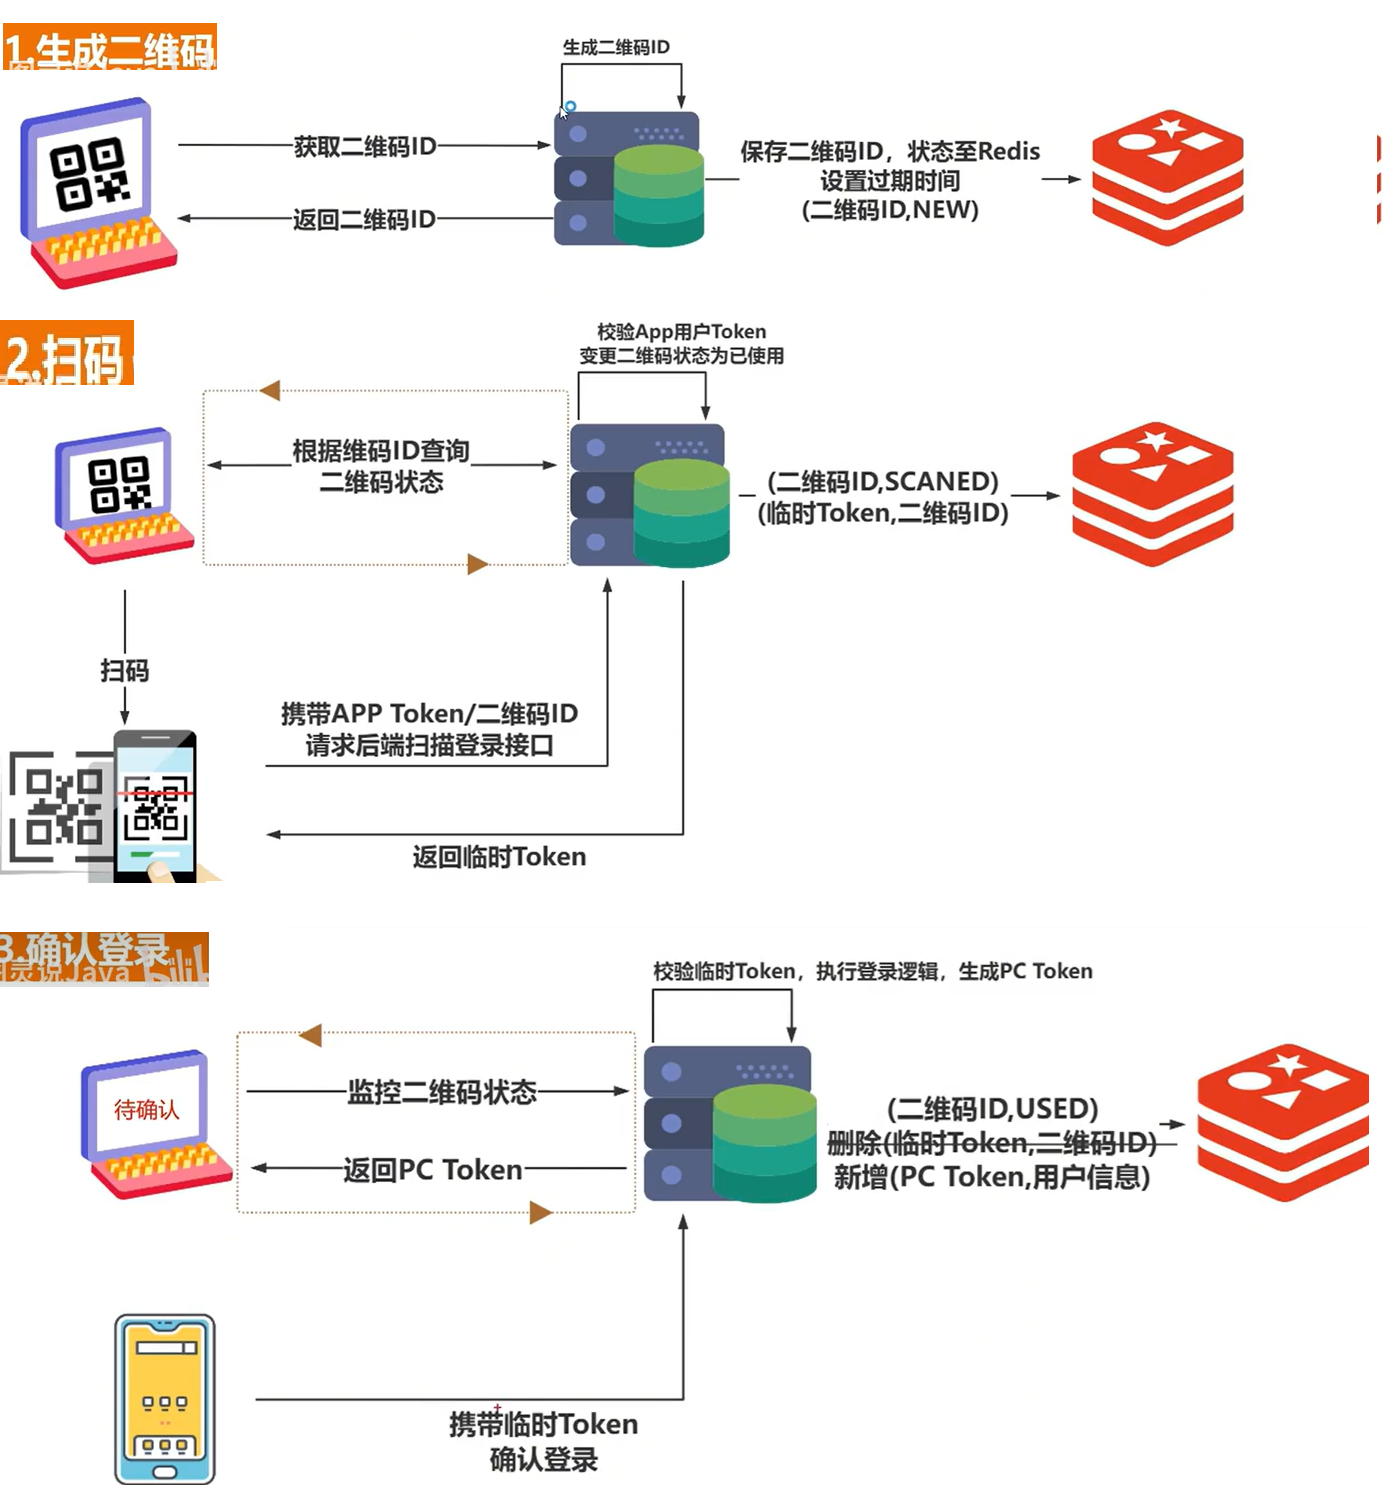 1.生成二维码
生成二维码ID
获取二维码ID
返回二维码ID
保存二维码ID，状态至Redis
设置过期时间
(二维码ID,NEW)
2.扫码
校验App用户Token
变更二维码状态为已使用
根据维码ID查询
二维码状态
(二维码ID,SCANED)
(临时Token,二维码ID)
扫码
携带APP Token/二维码ID
请求后端扫描登录接口
返回临时Token
3.确认登录
灵说Java bilib
校验临时Token，执行登录逻辑，生成PC Token
待确认
监控二维码状态
返回PC Token
(二维码ID,USED)
删除(临时Token,二维码ID)
新增(PC Token,用户信息)
携带临时Token
确认登录